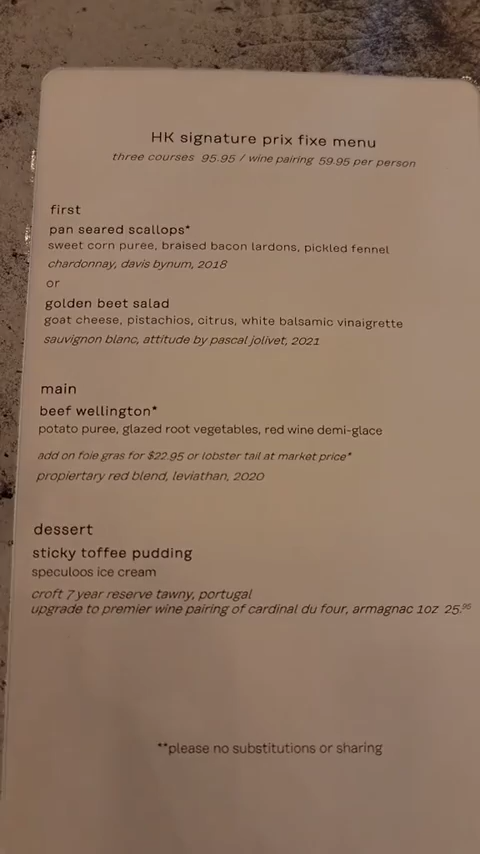 HK signature prix fixe menu
three courses 95.95 / wine pairing 59.95 per person
first
pan seared scallops*
sweet corn puree, braised bacon lardons, pickled fennel
chardonnay, davis bynum, 2018
or
golden beet salad
goat cheese, pistachios, citrus, white balsamic vinaigrette
sauvignon blanc, attitude by pascal jolivet, 2021
main
beef wellington*
potato puree, glazed root vegetables, red wine demi-glace
add on foie gras for $22.95 or lobster tail at market price*
propiertary red blend, leviathan, 2020
dessert
sticky toffee pudding
speculoos ice cream
croft 7 year reserve tawny, portugal
upgrade to premier wine pairing of cardinal du four, armagnac 1oz 25.95
**please no substitutions or sharing